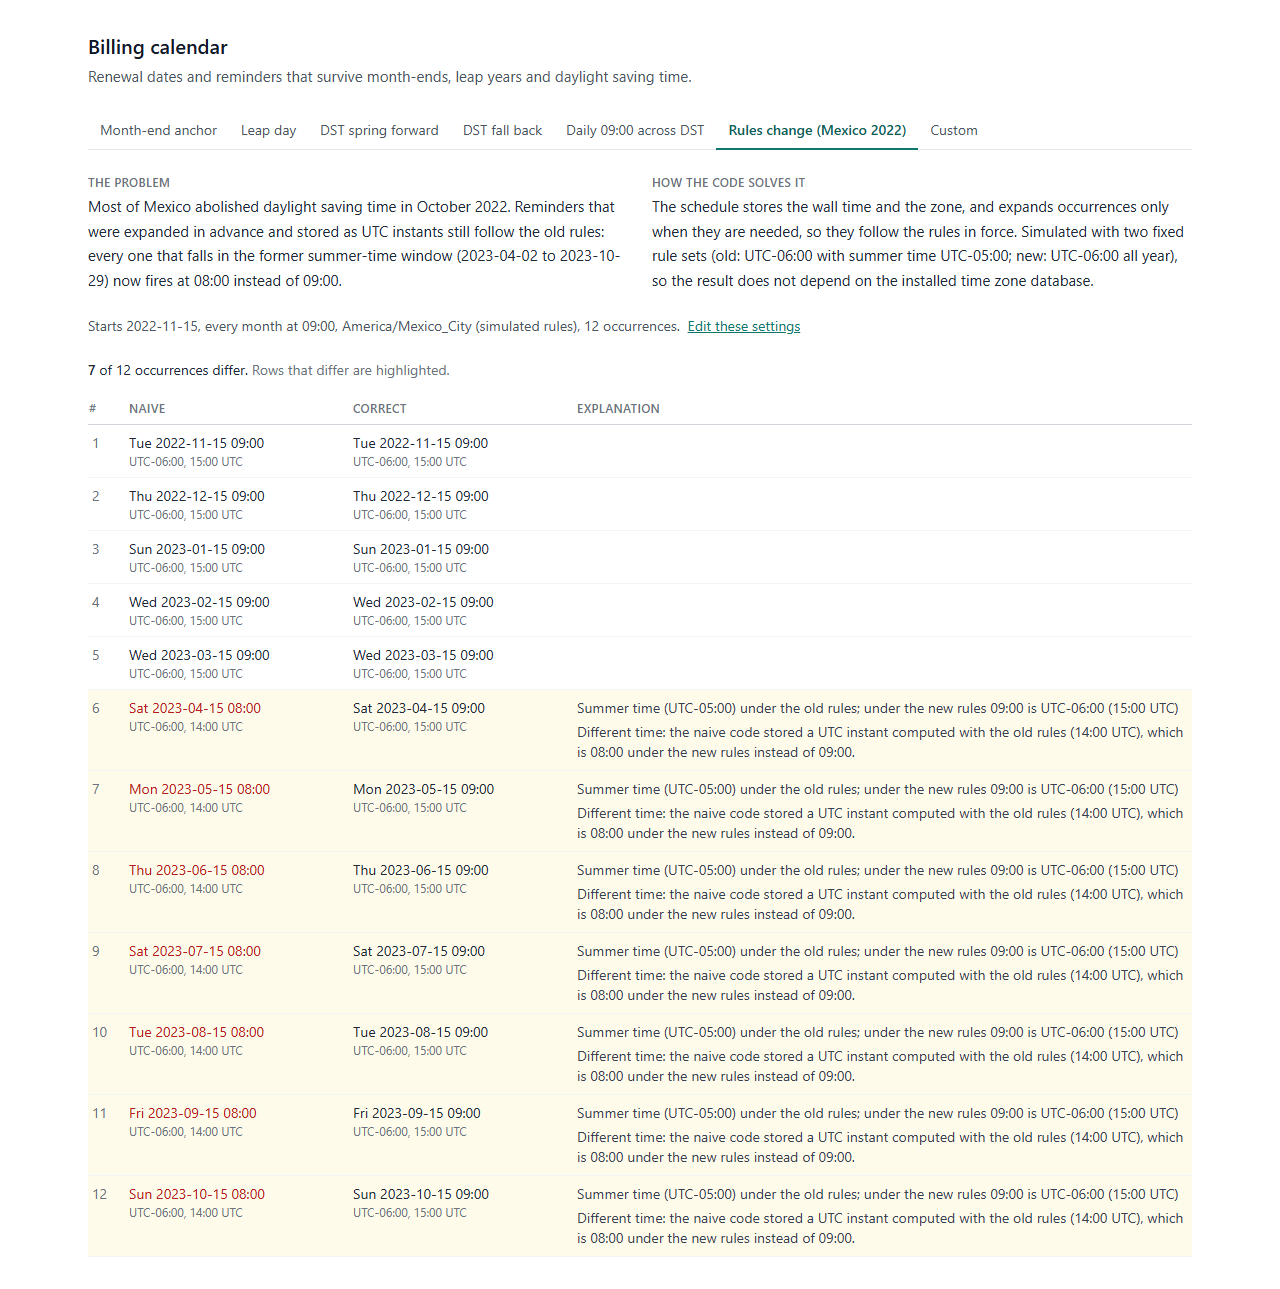 Billing calendar
Renewal dates and reminders that survive month-ends, leap years and daylight saving time.
Month-end anchor Leap day DST spring forward DST fall back Daily 09:00 across DST Rules change (Mexico 2022) Custom
THE PROBLEM
Most of Mexico abolished daylight saving time in October 2022. Reminders that
were expanded in advance and stored as UTC instants still follow the old rules:
every one that falls in the former summer-time window (2023-04-02 to 2023-10-
29) now fires at 08:00 instead of 09:00.
HOW THE CODE SOLVES IT
The schedule stores the wall time and the zone, and expands occurrences only
when they are needed, so they follow the rules in force. Simulated with two fixed
rule sets (old: UTC-06:00 with summer time UTC-05:00; new: UTC-06:00 all year),
so the result does not depend on the installed time zone database.
Starts 2022-11-15, every month at 09:00, America/Mexico_City (simulated rules), 12 occurrences. Edit these settings
7 of 12 occurrences differ. Rows that differ are highlighted.
# NAIVE CORRECT EXPLANATION
1 Tue 2022-11-15 09:00 Tue 2022-11-15 09:00
UTC-06:00, 15:00 UTC UTC-06:00, 15:00 UTC
2 Thu 2022-12-15 09:00 Thu 2022-12-15 09:00
UTC-06:00, 15:00 UTC UTC-06:00, 15:00 UTC
3 Sun 2023-01-15 09:00 Sun 2023-01-15 09:00
UTC-06:00, 15:00 UTC UTC-06:00, 15:00 UTC
4 Wed 2023-02-15 09:00 Wed 2023-02-15 09:00
UTC-06:00, 15:00 UTC UTC-06:00, 15:00 UTC
5 Wed 2023-03-15 09:00 Wed 2023-03-15 09:00
UTC-06:00, 15:00 UTC UTC-06:00, 15:00 UTC
6 Sat 2023-04-15 08:00 Sat 2023-04-15 09:00 Summer time (UTC-05:00) under the old rules; under the new rules 09:00 is UTC-06:00 (15:00 UTC)
UTC-06:00, 14:00 UTC UTC-06:00, 15:00 UTC Different time: the naive code stored a UTC instant computed with the old rules (14:00 UTC), which
is 08:00 under the new rules instead of 09:00.
7 Mon 2023-05-15 08:00 Mon 2023-05-15 09:00 Summer time (UTC-05:00) under the old rules; under the new rules 09:00 is UTC-06:00 (15:00 UTC)
UTC-06:00, 14:00 UTC UTC-06:00, 15:00 UTC Different time: the naive code stored a UTC instant computed with the old rules (14:00 UTC), which
is 08:00 under the new rules instead of 09:00.
8 Thu 2023-06-15 08:00 Thu 2023-06-15 09:00 Summer time (UTC-05:00) under the old rules; under the new rules 09:00 is UTC-06:00 (15:00 UTC)
UTC-06:00, 14:00 UTC UTC-06:00, 15:00 UTC Different time: the naive code stored a UTC instant computed with the old rules (14:00 UTC), which
is 08:00 under the new rules instead of 09:00.
9 Sat 2023-07-15 08:00 Sat 2023-07-15 09:00 Summer time (UTC-05:00) under the old rules; under the new rules 09:00 is UTC-06:00 (15:00 UTC)
UTC-06:00, 14:00 UTC UTC-06:00, 15:00 UTC Different time: the naive code stored a UTC instant computed with the old rules (14:00 UTC), which
is 08:00 under the new rules instead of 09:00.
10 Tue 2023-08-15 08:00 Tue 2023-08-15 09:00 Summer time (UTC-05:00) under the old rules; under the new rules 09:00 is UTC-06:00 (15:00 UTC)
UTC-06:00, 14:00 UTC UTC-06:00, 15:00 UTC Different time: the naive code stored a UTC instant computed with the old rules (14:00 UTC), which
is 08:00 under the new rules instead of 09:00.
11 Fri 2023-09-15 08:00 Fri 2023-09-15 09:00 Summer time (UTC-05:00) under the old rules; under the new rules 09:00 is UTC-06:00 (15:00 UTC)
UTC-06:00, 14:00 UTC UTC-06:00, 15:00 UTC Different time: the naive code stored a UTC instant computed with the old rules (14:00 UTC), which
is 08:00 under the new rules instead of 09:00.
12 Sun 2023-10-15 08:00 Sun 2023-10-15 09:00 Summer time (UTC-05:00) under the old rules; under the new rules 09:00 is UTC-06:00 (15:00 UTC)
UTC-06:00, 14:00 UTC UTC-06:00, 15:00 UTC Different time: the naive code stored a UTC instant computed with the old rules (14:00 UTC), which
is 08:00 under the new rules instead of 09:00.